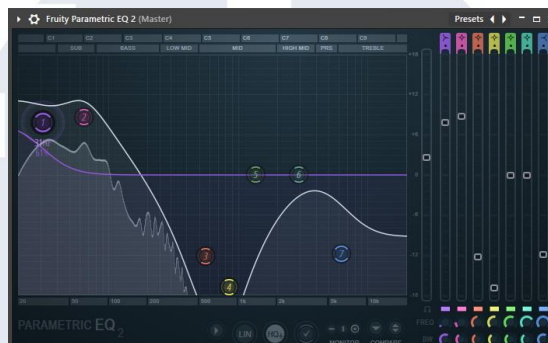 Fruity Parametric EQ 2 (Master) Presets
C1 C2 C3 C4 C5 C6 C7 C8 C9
SUB BASS LOW MID MID HIGH MID PRS TREBLE
+18
+12
1 2
0
5 6
-6
3 7 -12
4
-18
20 50 100 200 500 1k 2k 5k 10k
PARAMETRIC EQ 2 LIN HQ FREQ
MONITOR COMPARE BW